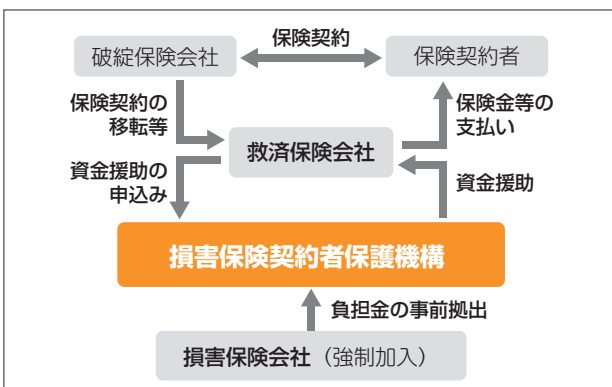 保険契約
破綻保険会社
保険契約者
保険契約の
移転等
保険金等の
支払い
救済保険会社
資金援助の
申込み
資金援助
損害保険契約者保護機構
負担金の事前拠出
損害保険会社（強制加入）